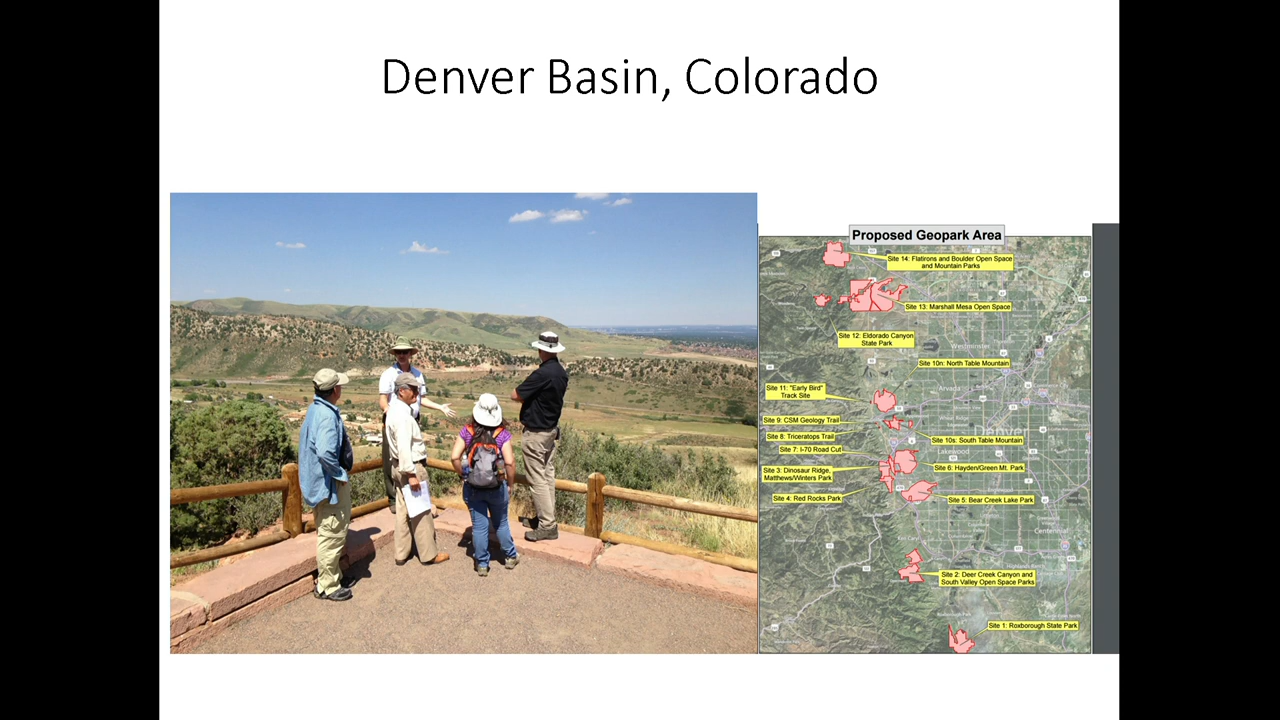 Denver Basin, Colorado
Proposed Geopark Area
Site 14: Flatirons and Boulder Open Space
and Mountain Parks
Site 13: Marshall Mesa Open Space
Site 12: Eldorado Canyon
State Park
Westminster
Site 10n: North Table Mountain
Site 11: "Early Bird"
Track Site
Arvada
Site 9: CSM Geology Trail
Denver
Site 8: Triceratops Trail
Site 10s: South Table Mountain
Site 7: I-70 Road Cut
Lakewood
Site 3: Dinosaur Ridge,
Matthews/Winters Park
Site 6: Hayden/Green Mt. Park
Site 4: Red Rocks Park
Site 5: Bear Creek Lake Park
Centennial
Site 2: Deer Creek Canyon and
South Valley Open Space Parks
Site 1: Roxborough State Park